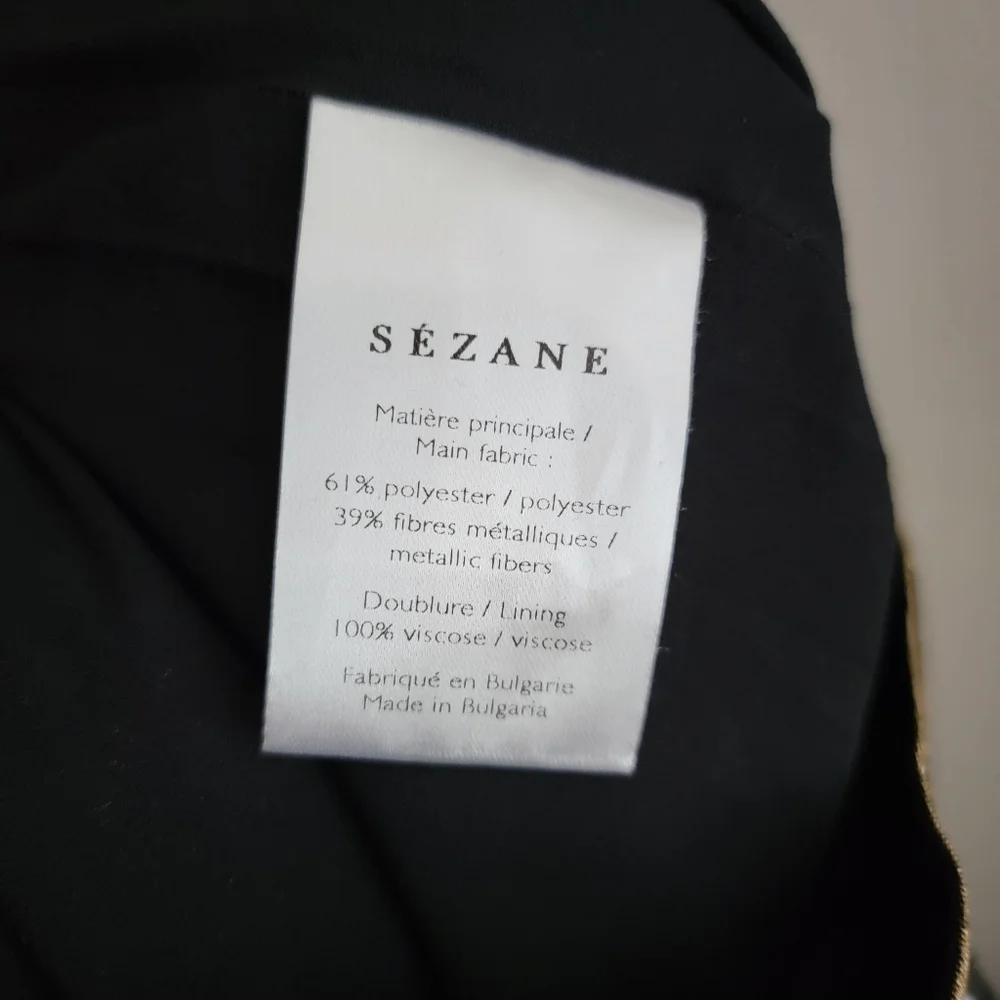 SÉZANE
Matière principale /
Main fabric :
61% polyester / polyester
39% fibres métalliques /
metallic fibers
Doublure / Lining
100% viscose / viscose
Fabriqué en Bulgarie
Made in Bulgaria